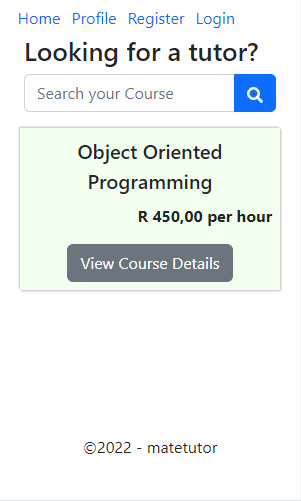 Home Profile Register Login
Looking for a tutor?
Search your Course
Object Oriented
Programming
R 450,00 per hour
View Course Details
©2022 - matetutor